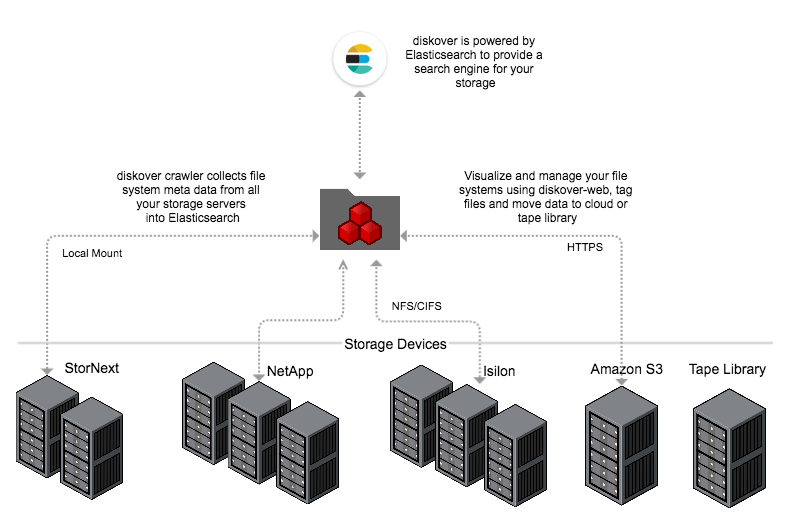 diskover is powered by
Elasticsearch to provide a
search engine for your
storage
diskover crawler collects file
system meta data from all
your storage servers
into Elasticsearch
Visualize and manage your file
systems using diskover-web, tag
files and move data to cloud or
tape library
Local Mount
HTTPS
NFS/CIFS
Storage Devices
StorNext
NetApp
Isilon
Amazon S3
Tape Library